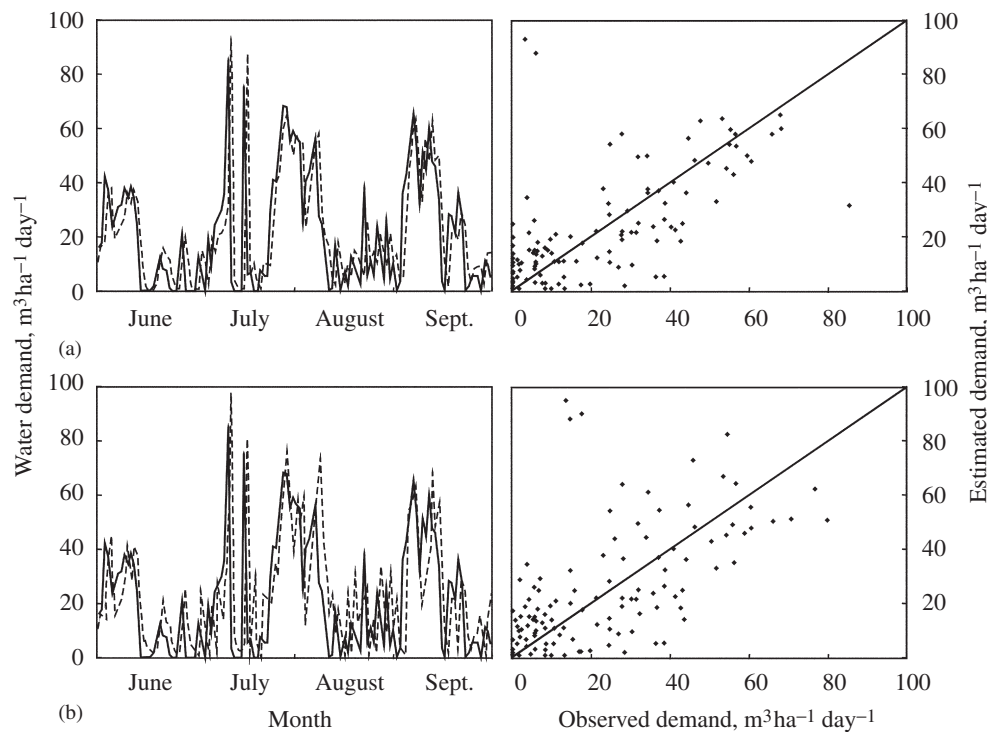 100
80
60
40
20
0
June July August Sept.
(a)
100
80
60
40
20
0 20 40 60 80 100
100
80
60
40
20
0
June July August Sept.
(b)
Month
100
80
60
40
20
0 20 40 60 80 100
Observed demand, m³ha⁻¹ day⁻¹
Water demand, m³ha⁻¹ day⁻¹
Estimated demand, m³ha⁻¹ day⁻¹